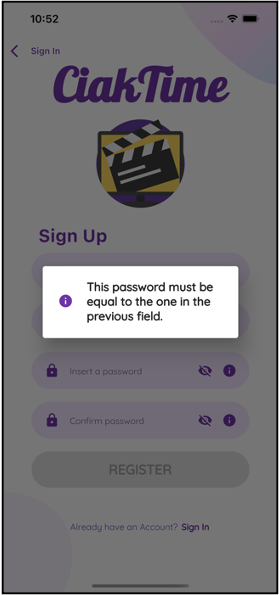 10:52
Sign In
CiakTime
Sign Up
This password must be
equal to the one in the
previous field.
Insert a password
Confirm password
REGISTER
Already have an Account? Sign In